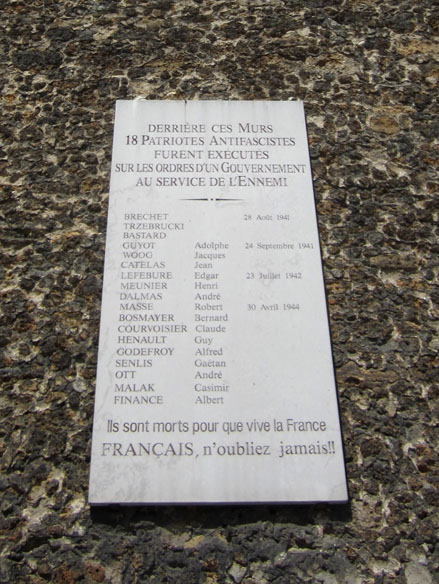 DERRIÈRE CES MURS
18 PATRIOTES ANTIFASCISTES
FURENT EXÉCUTÉS
SUR LES ORDRES D'UN GOUVERNEMENT
AU SERVICE DE L'ENNEMI
BRECHET 28 Août 1941
TRZEBRUCKI
BASTARD
GUYOT Adolphe 24 Septembre 1941
WOOG Jacques
CATELAS Jean
LEFEBURE Edgar 23 Juillet 1942
MEUNIER Henri
DALMAS André
MASSE Robert 30 Avril 1944
BOSMAYER Bernard
COURVOISIER Claude
HENAULT Guy
GODEFROY Alfred
SENLIS Gaëtan
OTT André
MALAK Casimir
FINANCE Albert
Ils sont morts pour que vive la France
FRANÇAIS, n'oubliez jamais!!